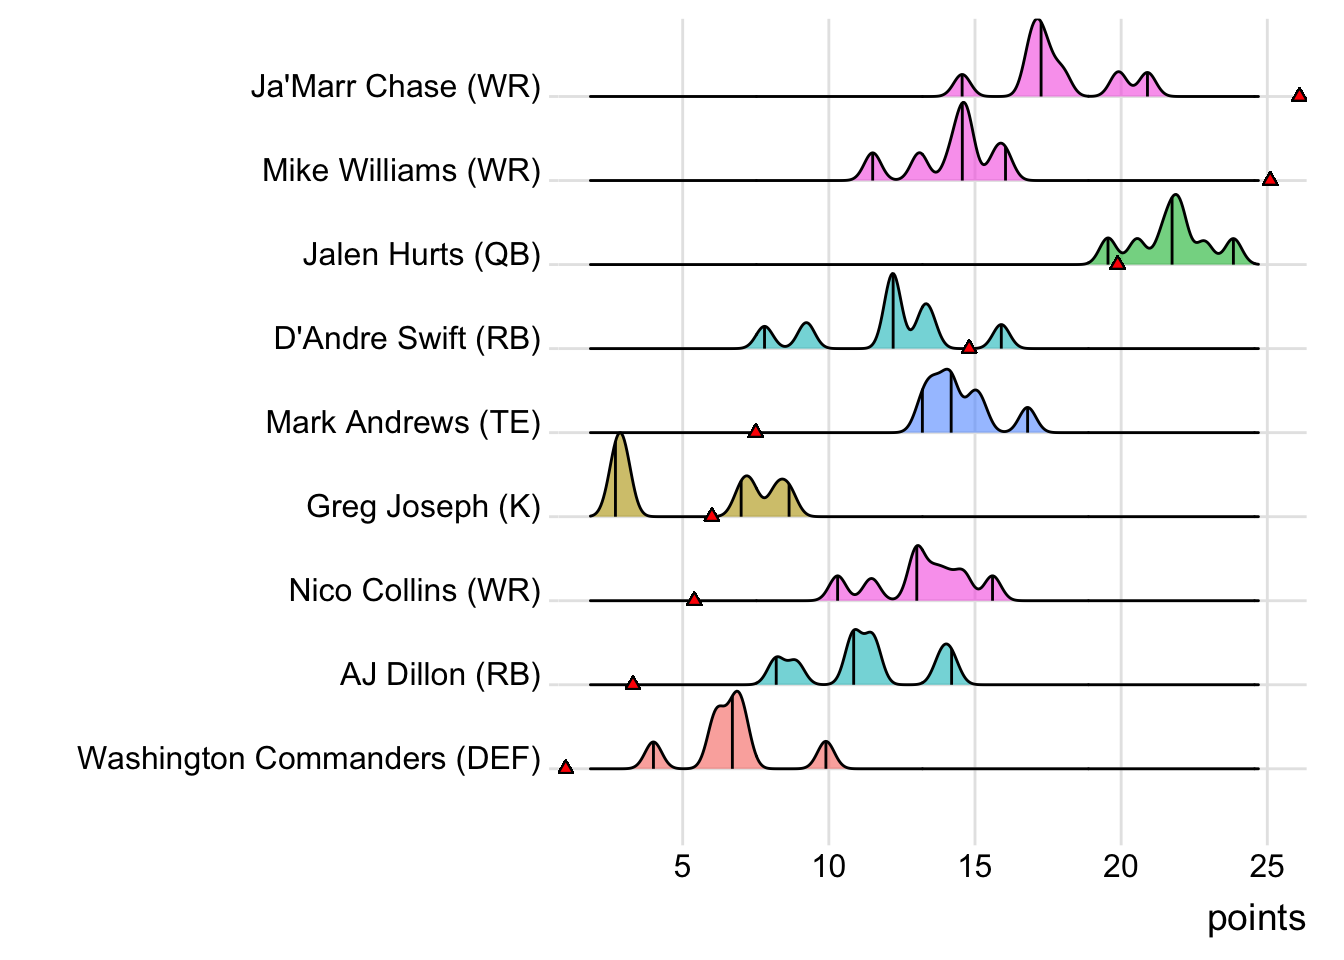 Ja'Marr Chase (WR)
Mike Williams (WR)
Jalen Hurts (QB)
D'Andre Swift (RB)
Mark Andrews (TE)
Greg Joseph (K)
Nico Collins (WR)
AJ Dillon (RB)
Washington Commanders (DEF)
5 10 15 20 25
points